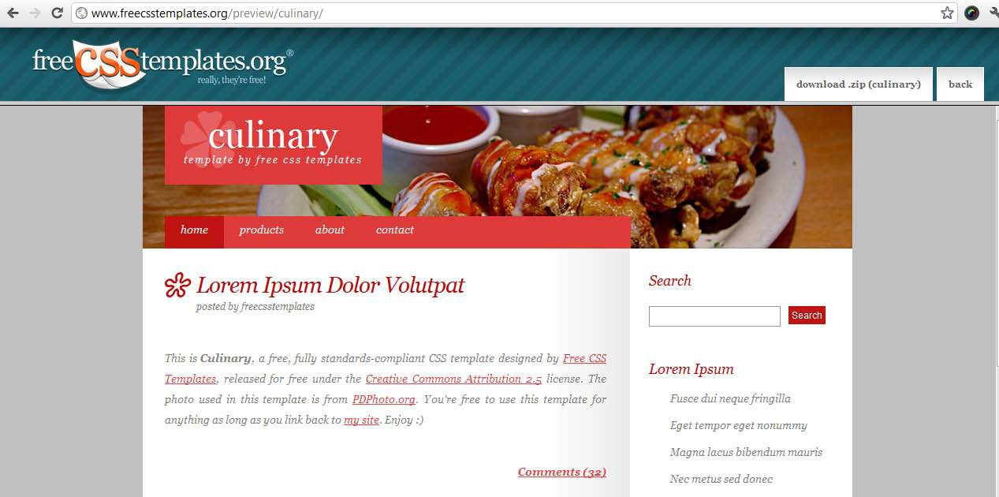 www.freecsstemplates.org/preview/culinary/
freeCSStemplates.org®
really, they're free!
download .zip (culinary)
back
culinary
template by free css templates
home
products
about
contact
Lorem Ipsum Dolor Volutpat
posted by freecsstemplates
This is Culinary, a free, fully standards-compliant CSS template designed by Free CSS
Templates, released for free under the Creative Commons Attribution 2.5 license. The
photo used in this template is from PDPhoto.org. You're free to use this template for
anything as long as you link back to my site. Enjoy :)
Comments (32)
Search
Search
Lorem Ipsum
Fusce dui neque fringilla
Eget tempor eget nonummy
Magna lacus bibendum mauris
Nec metus sed donec